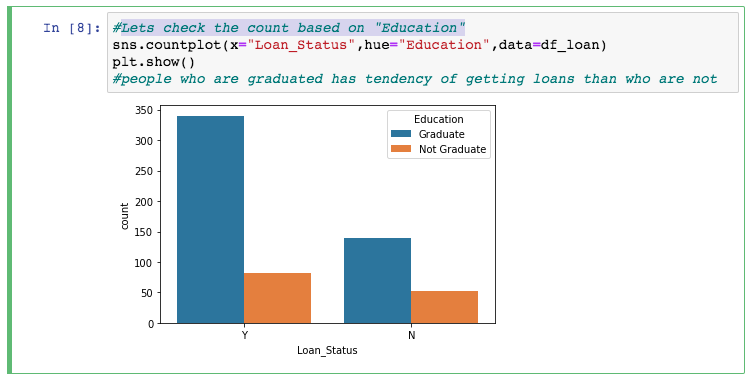 In [8]: #Lets check the count based on "Education"
sns.countplot(x="Loan_Status",hue="Education",data=df_loan)
plt.show()
#people who are graduated has tendency of getting loans than who are not
350
300
250
200
150
100
50
0
count
Education
Graduate
Not Graduate
Y N
Loan_Status